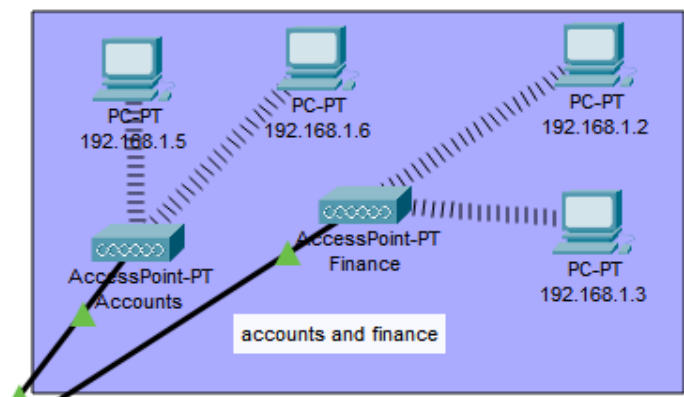 PC-PT
192.168.1.5
PC-PT
192.168.1.6
PC-PT
192.168.1.2
AccessPoint-PT
Accounts
AccessPoint-PT
Finance
PC-PT
192.168.1.3
accounts and finance